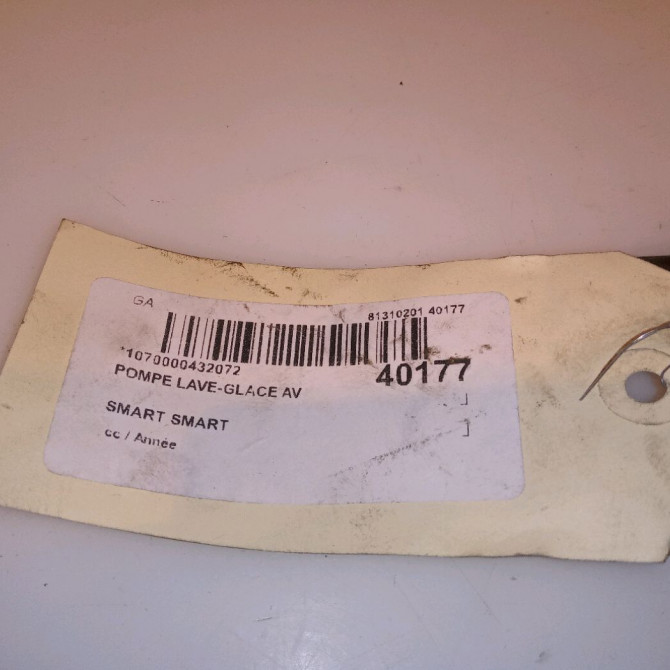 GA
81310201 40177
*1070000432072
40177
POMPE LAVE-GLACE AV
SMART SMART
cc / Année